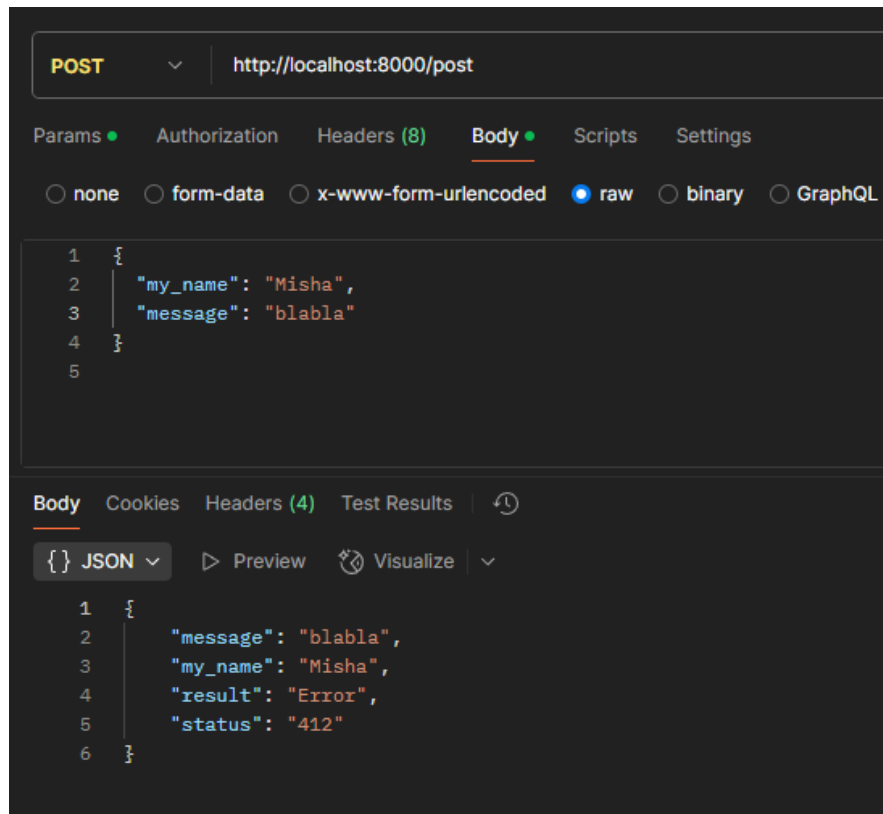 POST http://localhost:8000/post
Params Authorization Headers (8) Body Scripts Settings
none form-data x-www-form-urlencoded raw binary GraphQL
1 {
2 "my_name": "Misha",
3 "message": "blabla"
4 }
5
Body Cookies Headers (4) Test Results
{} JSON Preview Visualize
1 {
2 "message": "blabla",
3 "my_name": "Misha",
4 "result": "Error",
5 "status": "412"
6 }